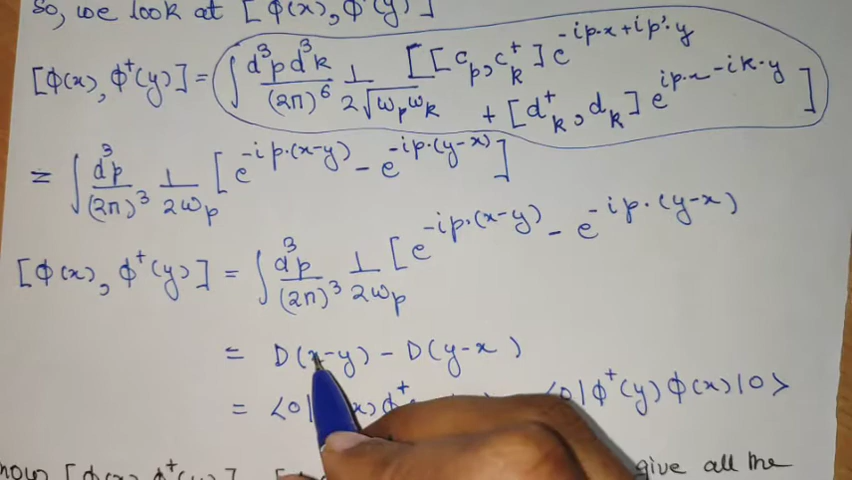 So, we look at [ϕ(x), ϕ†(y)]
[ϕ(x), ϕ†(y)] = ∫ d³p d³k / (2π)⁶ 1 / 2√ω_p ω_k [ [c_p, c†_k] e^{-ip·x+ip'·y}
+ [d†_k, d_k] e^{ip·x-ik·y} ]
= ∫ d³p / (2π)³ 1 / 2ω_p [ e^{-ip·(x-y)} - e^{-ip·(y-x)} ]
[ϕ(x), ϕ†(y)] = ∫ d³p / (2π)³ 1 / 2ω_p [ e^{-ip·(x-y)} - e^{-ip·(y-x)}
= D(x-y) - D(y-x)
= <0| ϕ† <0|ϕ†(y)ϕ(x)|0>
[ϕ(x), ϕ†(y)] give all the